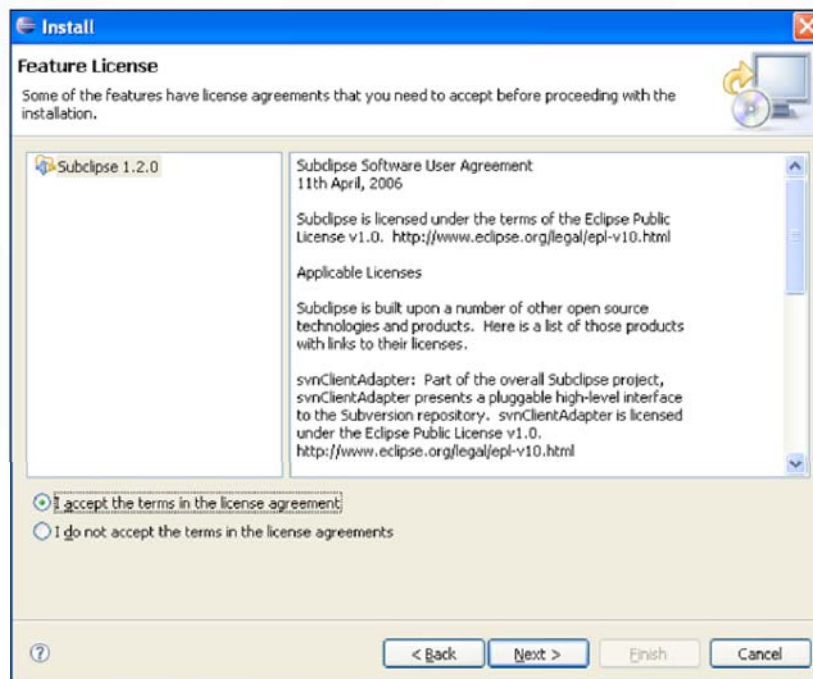 Install
Feature License
Some of the features have license agreements that you need to accept before proceeding with the
installation.
Subclipse 1.2.0
Subclipse Software User Agreement
11th April, 2006
Subclipse is licensed under the terms of the Eclipse Public
License v1.0. http://www.eclipse.org/legal/epl-v10.html
Applicable Licenses
Subclipse is built upon a number of other open source
technologies and products. Here is a list of those products
with links to their licenses.
svnClientAdapter: Part of the overall Subclipse project,
svnClientAdapter presents a pluggable high-level interface
to the Subversion repository. svnClientAdapter is licensed
under the Eclipse Public License v1.0.
http://www.eclipse.org/legal/epl-v10.html
I accept the terms in the license agreement
I do not accept the terms in the license agreements
? < Back Next > Finish Cancel